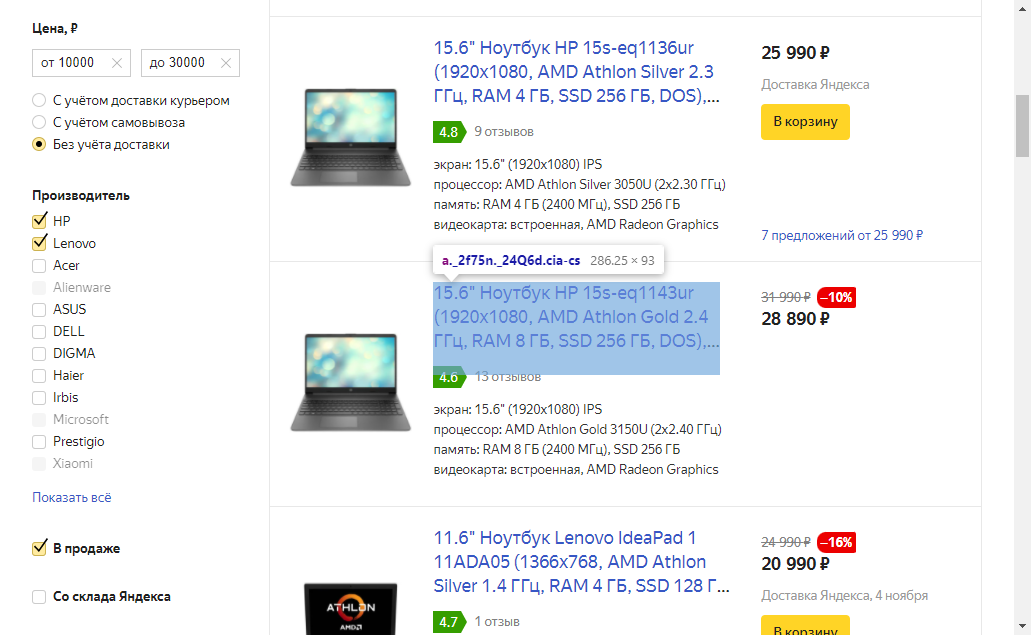 Цена, ₽
от 10000
до 30000
С учётом доставки курьером
С учётом самовывоза
Без учёта доставки
Производитель
HP
Lenovo
Acer
Alienware
ASUS
DELL
DIGMA
Haier
Irbis
Microsoft
Prestigio
Xiaomi
Показать всё
В продаже
Со склада Яндекса
15.6" Ноутбук HP 15s-eq1136ur
(1920x1080, AMD Athlon Silver 2.3
ГГц, RAM 4 ГБ, SSD 256 ГБ, DOS),...
4.8 9 отзывов
экран: 15.6" (1920x1080) IPS
процессор: AMD Athlon Silver 3050U (2x2.30 ГГц)
память: RAM 4 ГБ (2400 МГц), SSD 256 ГБ
видеокарта: встроенная, AMD Radeon Graphics
25 990 ₽
Доставка Яндекса
В корзину
7 предложений от 25 990 ₽
a._2f75n._24Q6d.cia-cs 286.25 × 93
15.6" Ноутбук HP 15s-eq1143ur
(1920x1080, AMD Athlon Gold 2.4
ГГц, RAM 8 ГБ, SSD 256 ГБ, DOS),...
4.6 13 отзывов
экран: 15.6" (1920x1080) IPS
процессор: AMD Athlon Gold 3150U (2x2.40 ГГц)
память: RAM 8 ГБ (2400 МГц), SSD 256 ГБ
видеокарта: встроенная, AMD Radeon Graphics
31 990 ₽ –10%
28 890 ₽
ATHLON
AMD
11.6" Ноутбук Lenovo IdeaPad 1
11ADA05 (1366x768, AMD Athlon
Silver 1.4 ГГц, RAM 4 ГБ, SSD 128 Г...
4.7 1 отзыв
24 990 ₽ –16%
20 990 ₽
Доставка Яндекса, 4 ноября
В корзину